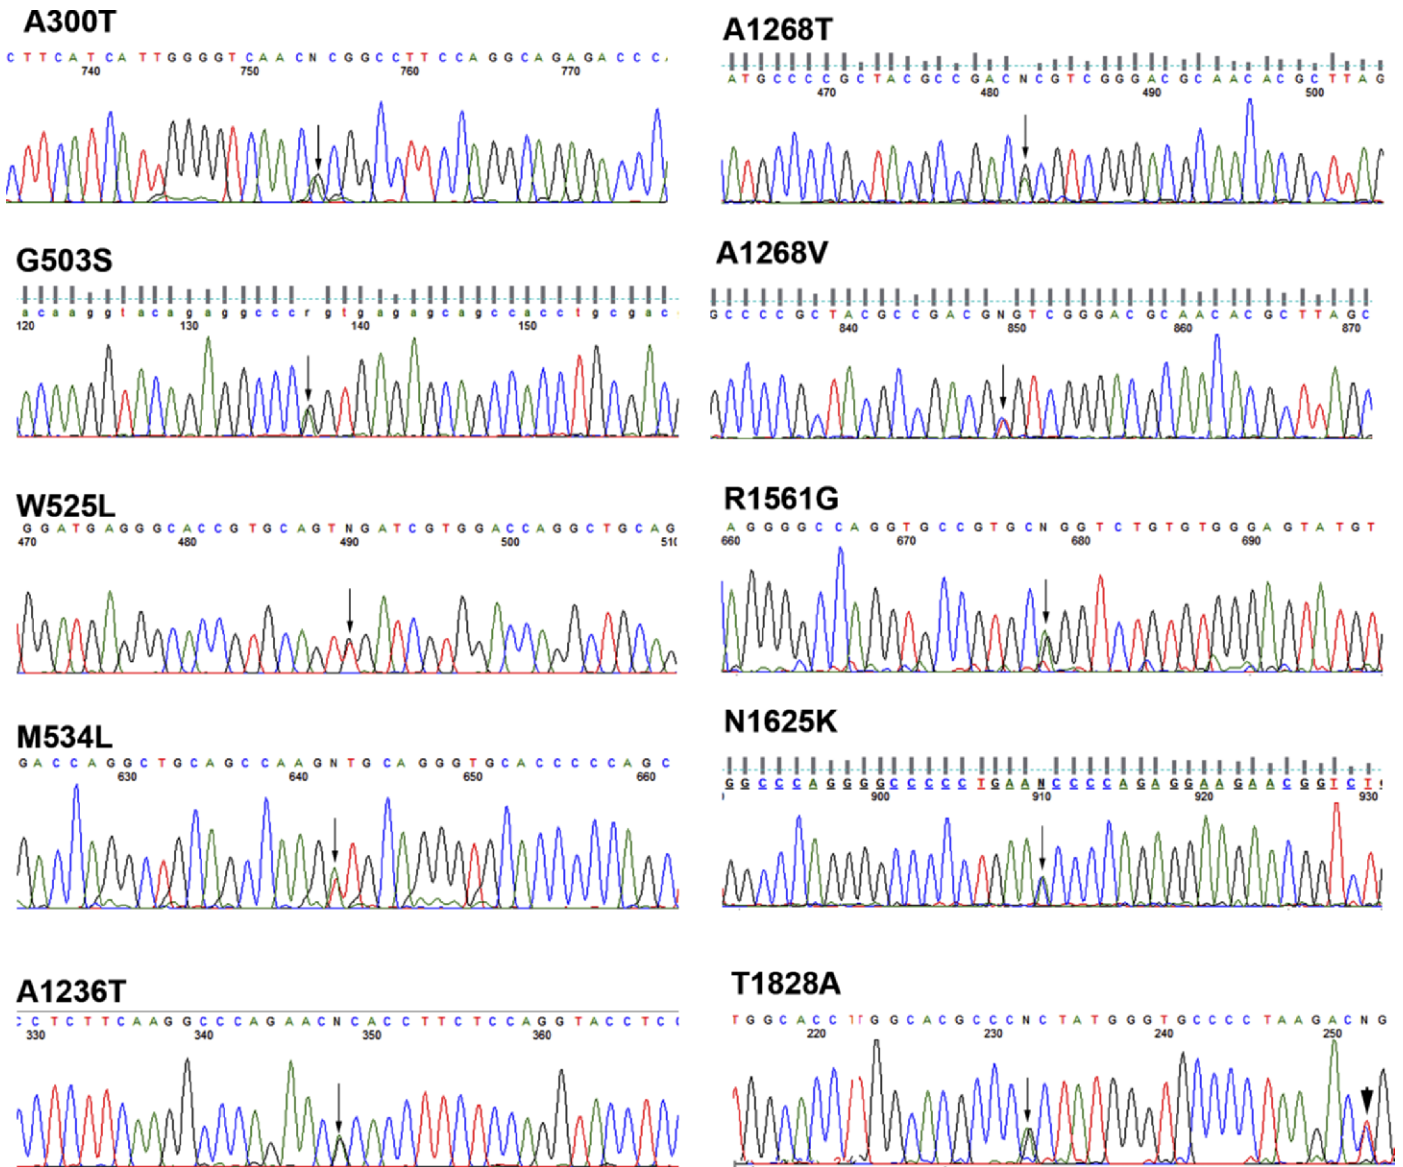 A300T
C T T C A T C A T T G G G G T C A A C N C G G C C T T C C A G G C A G A G A C C C A
740 750 760 770
G503S
a c a a g g t a c a g a g g c c c r g t g a g a g c a g c c a c c t g c g a c
120 130 140 150
W525L
G G A T G A G G G C A C C G T G C A G T N G A T C G T G G A C C A G G C T G C A G
470 480 490 500 510
M534L
G A C C A G G C T G C A G C C A A G N T G C A G G G T G C A C C C C C A G C
630 640 650 660
A1236T
C C T C T T C A A G G C C C A G A A C N C A C C T T C T C C A G G T A C C T C C
330 340 350 360
A1268T
A T G C C C C G C T A C G C C G A C N C G T C G G G A C G C A A C A C G C T T A G
470 480 490 500
A1268V
G C C C C G C T A C G C C G A C G N G T C G G G A C G C A A C A C G C T T A G C
840 850 860 870
R1561G
A G G G G C C A G G T G C C G T G C N G G T C T G T G T G G G A G T A T G T
660 670 680 690
N1625K
G G C C C A G G G G C C C C C T G A A N C C C C A G A G G A A G A A C G G T C T
900 910 920 930
T1828A
T G G C A C C T T G G C A C G C C C N C T A T G G G T G C C C C T A A G A C N G
220 230 240 250